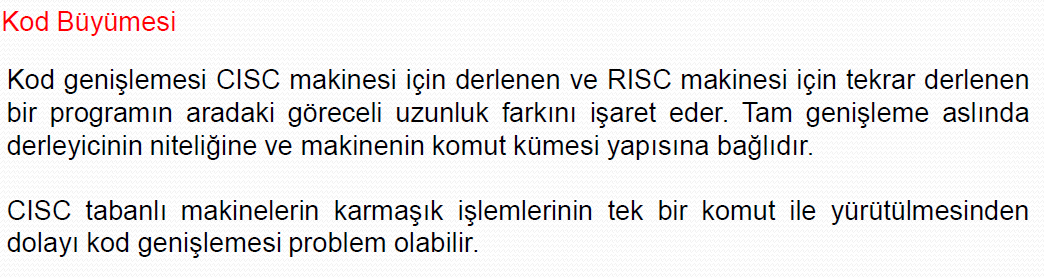 Kod Büyümesi
Kod genişlemesi CISC makinesi için derlenen ve RISC makinesi için tekrar derlenen
bir programın aradaki göreceli uzunluk farkını işaret eder. Tam genişleme aslında
derleyicinin niteliğine ve makinenin komut kümesi yapısına bağlıdır.
CISC tabanlı makinelerin karmaşık işlemlerinin tek bir komut ile yürütülmesinden
dolayı kod genişlemesi problem olabilir.